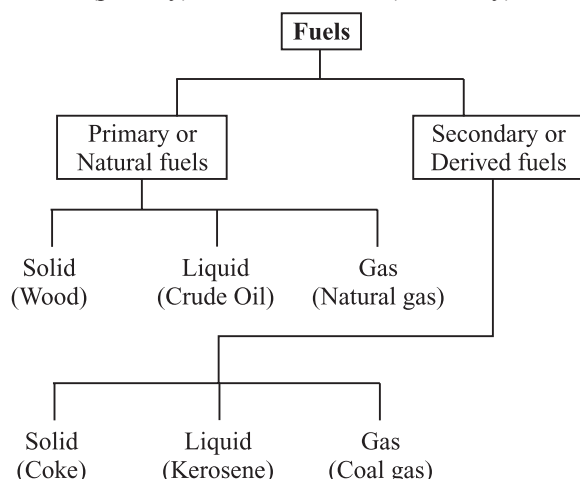 Fuels
Primary or
Natural fuels
Secondary or
Derived fuels
Solid
(Wood)
Liquid
(Crude Oil)
Gas
(Natural gas)
Solid
(Coke)
Liquid
(Kerosene)
Gas
(Coal gas)